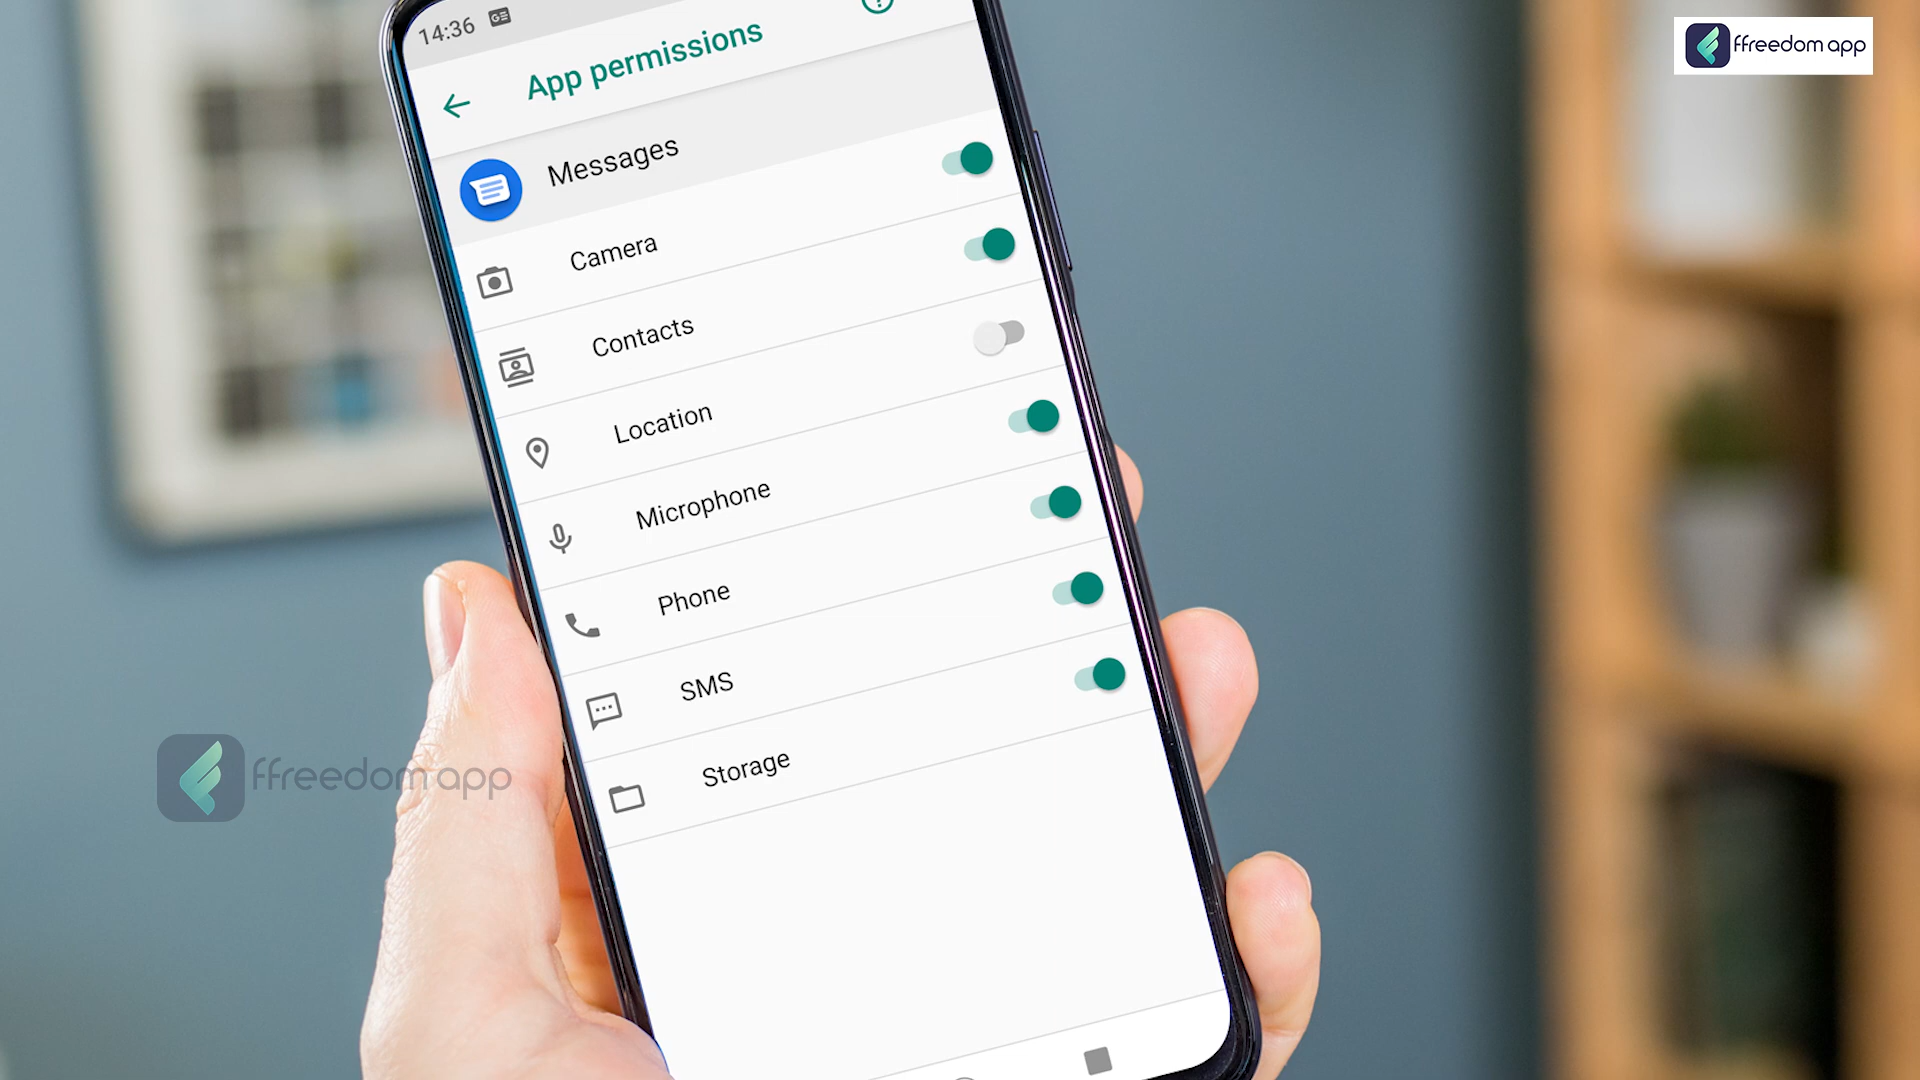 14:36
App permissions
Messages
Camera
Contacts
Location
Microphone
Phone
SMS
Storage
ffreedom app
ffreedom app